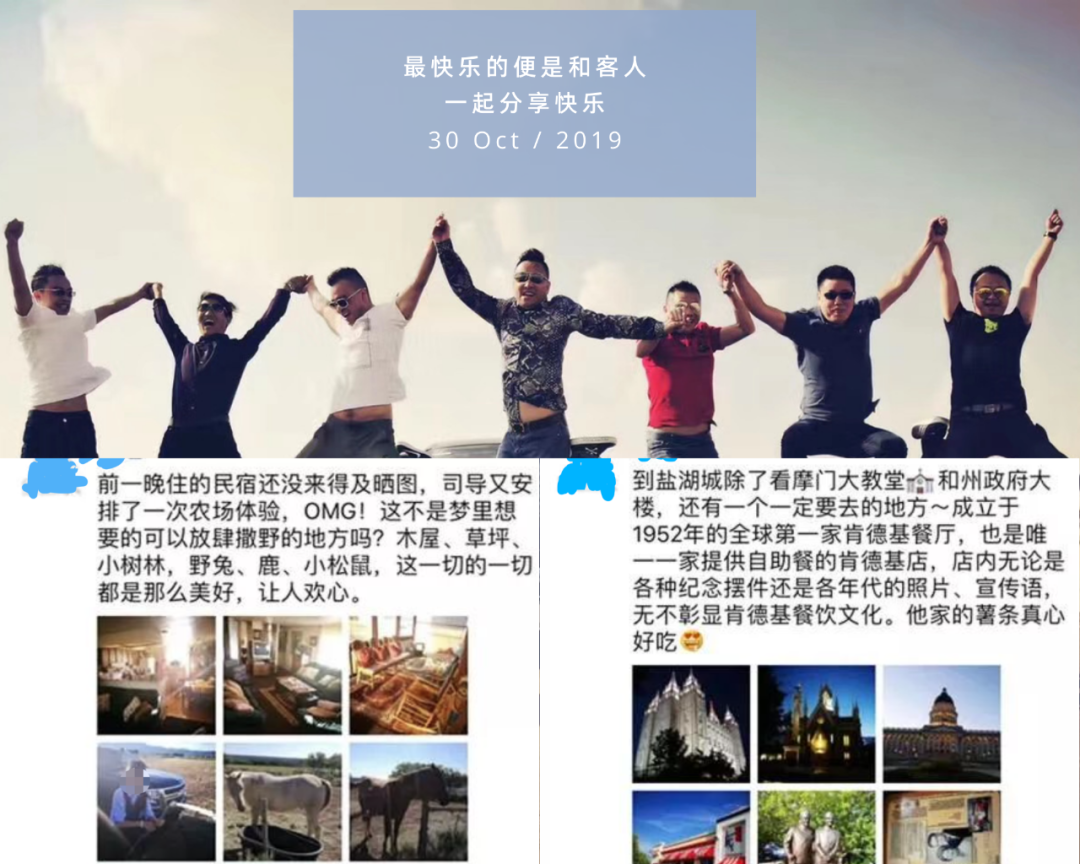 最快乐的便是和客人
一起分享快乐
30 Oct / 2019
前一晚住的民宿还没来得及晒图，司导又安
排了一次农场体验，OMG！这不是梦里想
要的可以放肆撒野的地方吗？木屋、草坪、
小树林，野兔、鹿、小松鼠，这一切的一切
都是那么美好，让人欢心。
到盐湖城除了看摩门大教堂💒和州政府大
楼，还有一个一定要去的地方～成立于
1952年的全球第一家肯德基餐厅，也是唯
一一家提供自助餐的肯德基店，店内无论是
各种纪念摆件还是各年代的照片、宣传语，
无不彰显肯德基餐饮文化。他家的薯条真心
好吃😍